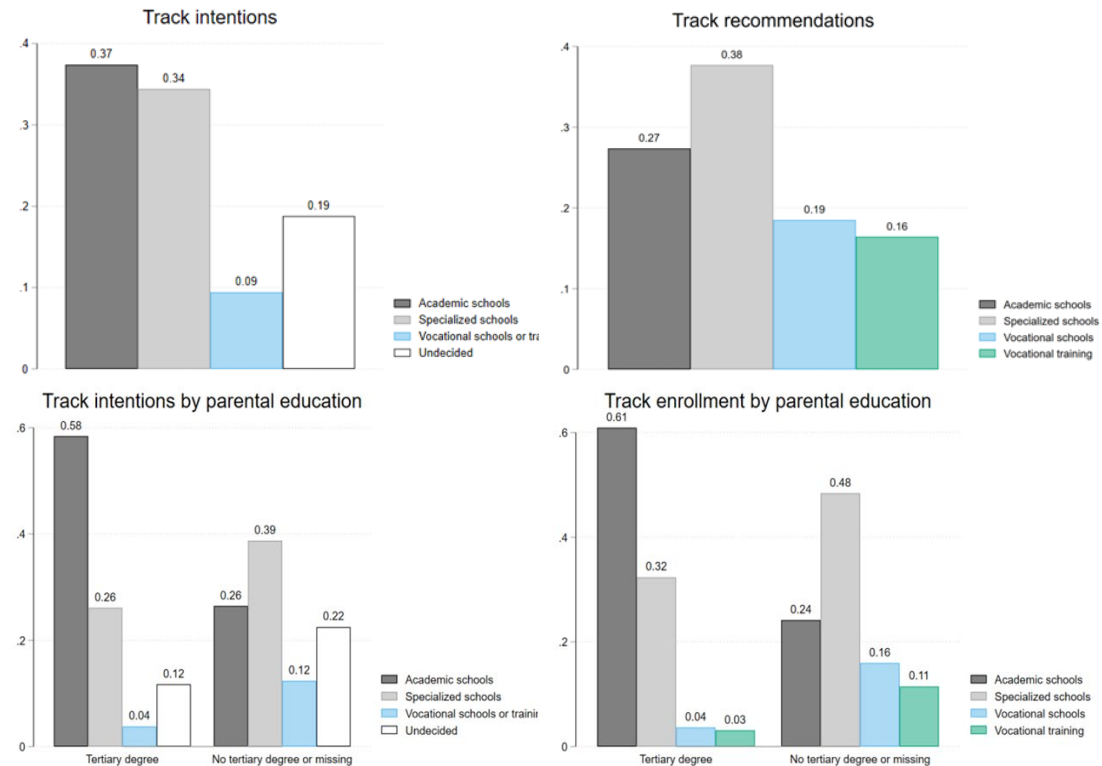 Track intentions
.4
.3
.2
.1
0
0.37
0.34
0.09
0.19
Academic schools
Specialized schools
Vocational schools or tra
Undecided
Track recommendations
.4
.3
.2
.1
0
0.27
0.38
0.19
0.16
Academic schools
Specialized schools
Vocational schools
Vocational training
Track intentions by parental education
.6
.4
.2
0
0.58
0.26
0.04
0.12
0.26
0.39
0.12
0.22
Tertiary degree
No tertiary degree or missing
Academic schools
Specialized schools
Vocational schools or trainin
Undecided
Track enrollment by parental education
.6
.4
.2
0
0.61
0.32
0.04
0.03
0.24
0.48
0.16
0.11
Tertiary degree
No tertiary degree or missing
Academic schools
Specialized schools
Vocational schools
Vocational training